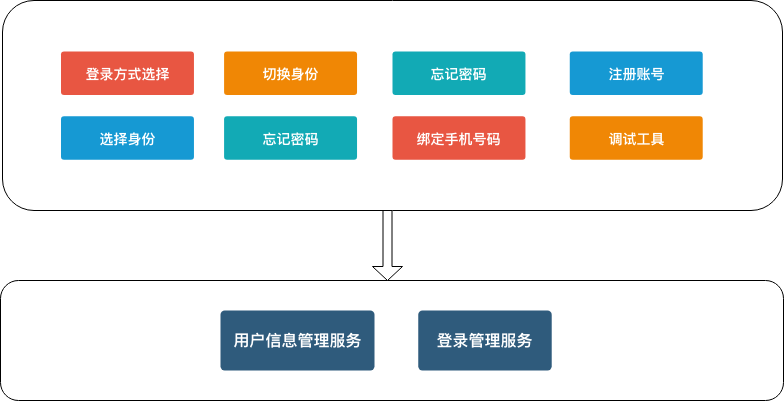 登录方式选择
切换身份
忘记密码
注册账号
选择身份
忘记密码
绑定手机号码
调试工具
用户信息管理服务
登录管理服务